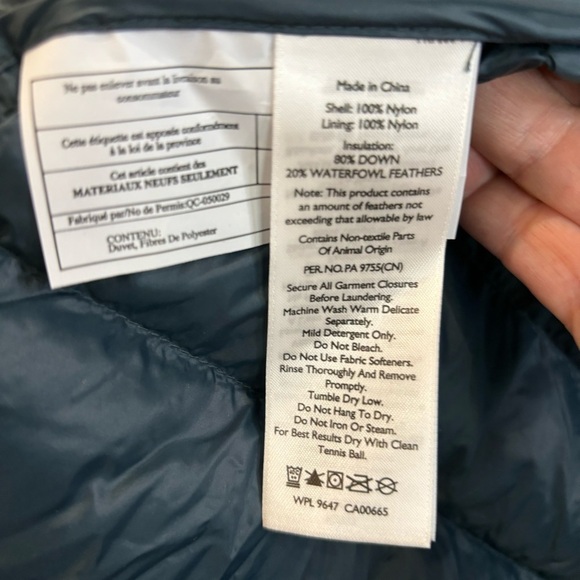 Ne pas enlever avant la livraison au
consommateur
Cette étiquette est apposée conformément
à la loi de la province
Cet article contient des
MATERIAUX NEUFS SEULEMENT
Fabriqué par/No de Permis:QC-050029
CONTENU:
Duvet, Fibres De Polyester
Made in China
Shell: 100% Nylon
Lining: 100% Nylon
Insulation:
80% DOWN
20% WATERFOWL FEATHERS
Note: This product contains
an amount of feathers not
exceeding that allowable by law
Contains Non-textile Parts
Of Animal Origin
PER. NO. PA 9755(CN)
Secure All Garment Closures
Before Laundering.
Machine Wash Warm Delicate
Separately.
Mild Detergent Only.
Do Not Bleach.
Do Not Use Fabric Softeners.
Rinse Thoroughly And Remove
Promptly.
Tumble Dry Low.
Do Not Hang To Dry.
Do Not Iron Or Steam.
For Best Results Dry With Clean
Tennis Ball.
WPL 9647 CA00665